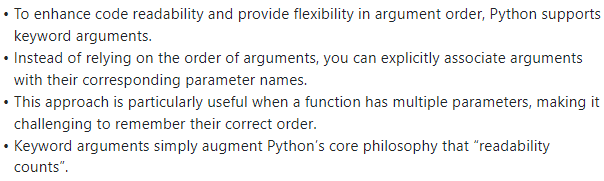 • To enhance code readability and provide flexibility in argument order, Python supports
keyword arguments.
• Instead of relying on the order of arguments, you can explicitly associate arguments
with their corresponding parameter names.
• This approach is particularly useful when a function has multiple parameters, making it
challenging to remember their correct order.
• Keyword arguments simply augment Python’s core philosophy that “readability
counts”.